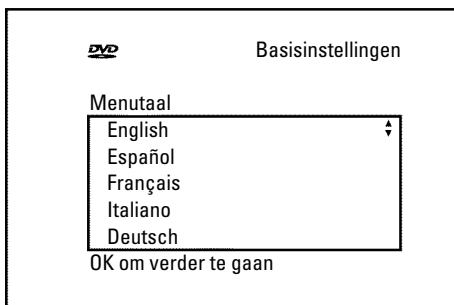 DVD
Basisinstellingen
Menutaal
English
Español
Français
Italiano
Deutsch
OK om verder te gaan